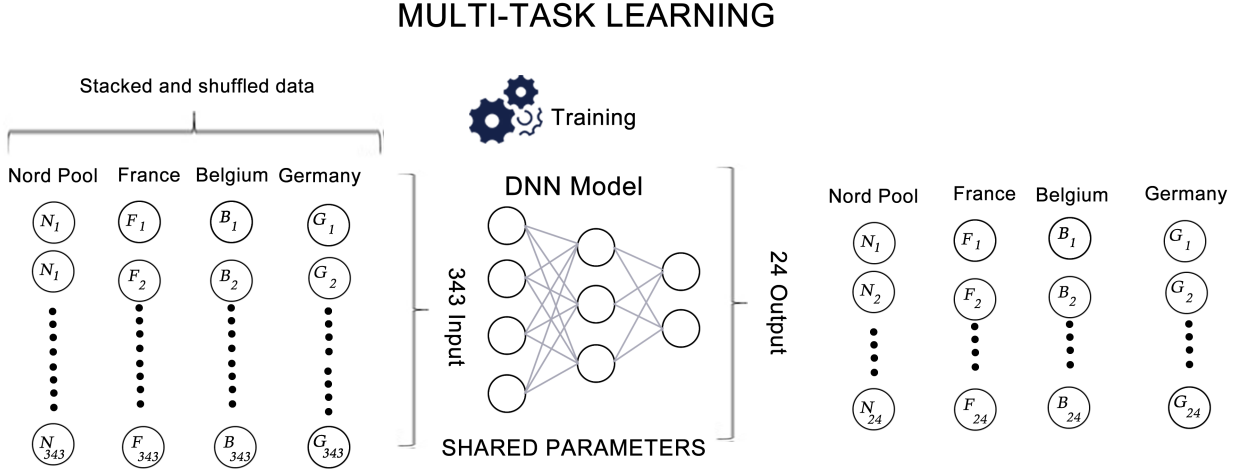 MULTI-TASK LEARNING
Stacked and shuffled data
Training
Nord Pool France Belgium Germany
DNN Model
Nord Pool France Belgium Germany
N1 F1 B1 G1
N1 F2 B2 G2
N343 F343 B343 G343
343 Input
24 Output
N1 F1 B1 G1
N2 F2 B2 G2
N24 F24 B24 G24
SHARED PARAMETERS